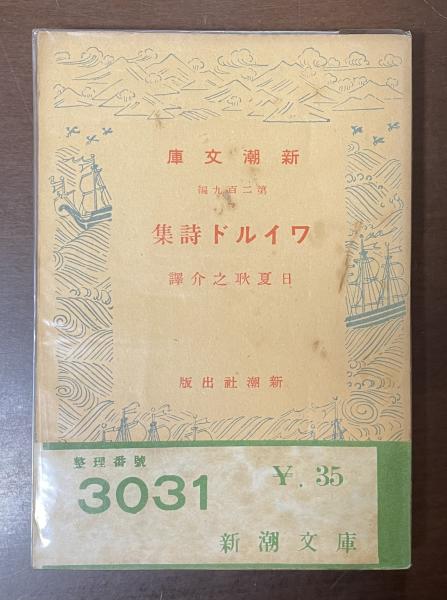 新潮文庫
第二百九編
ワイルド詩集
日夏耿之介譯
新潮社出版
整理番號
3031
¥. 35
新潮文庫